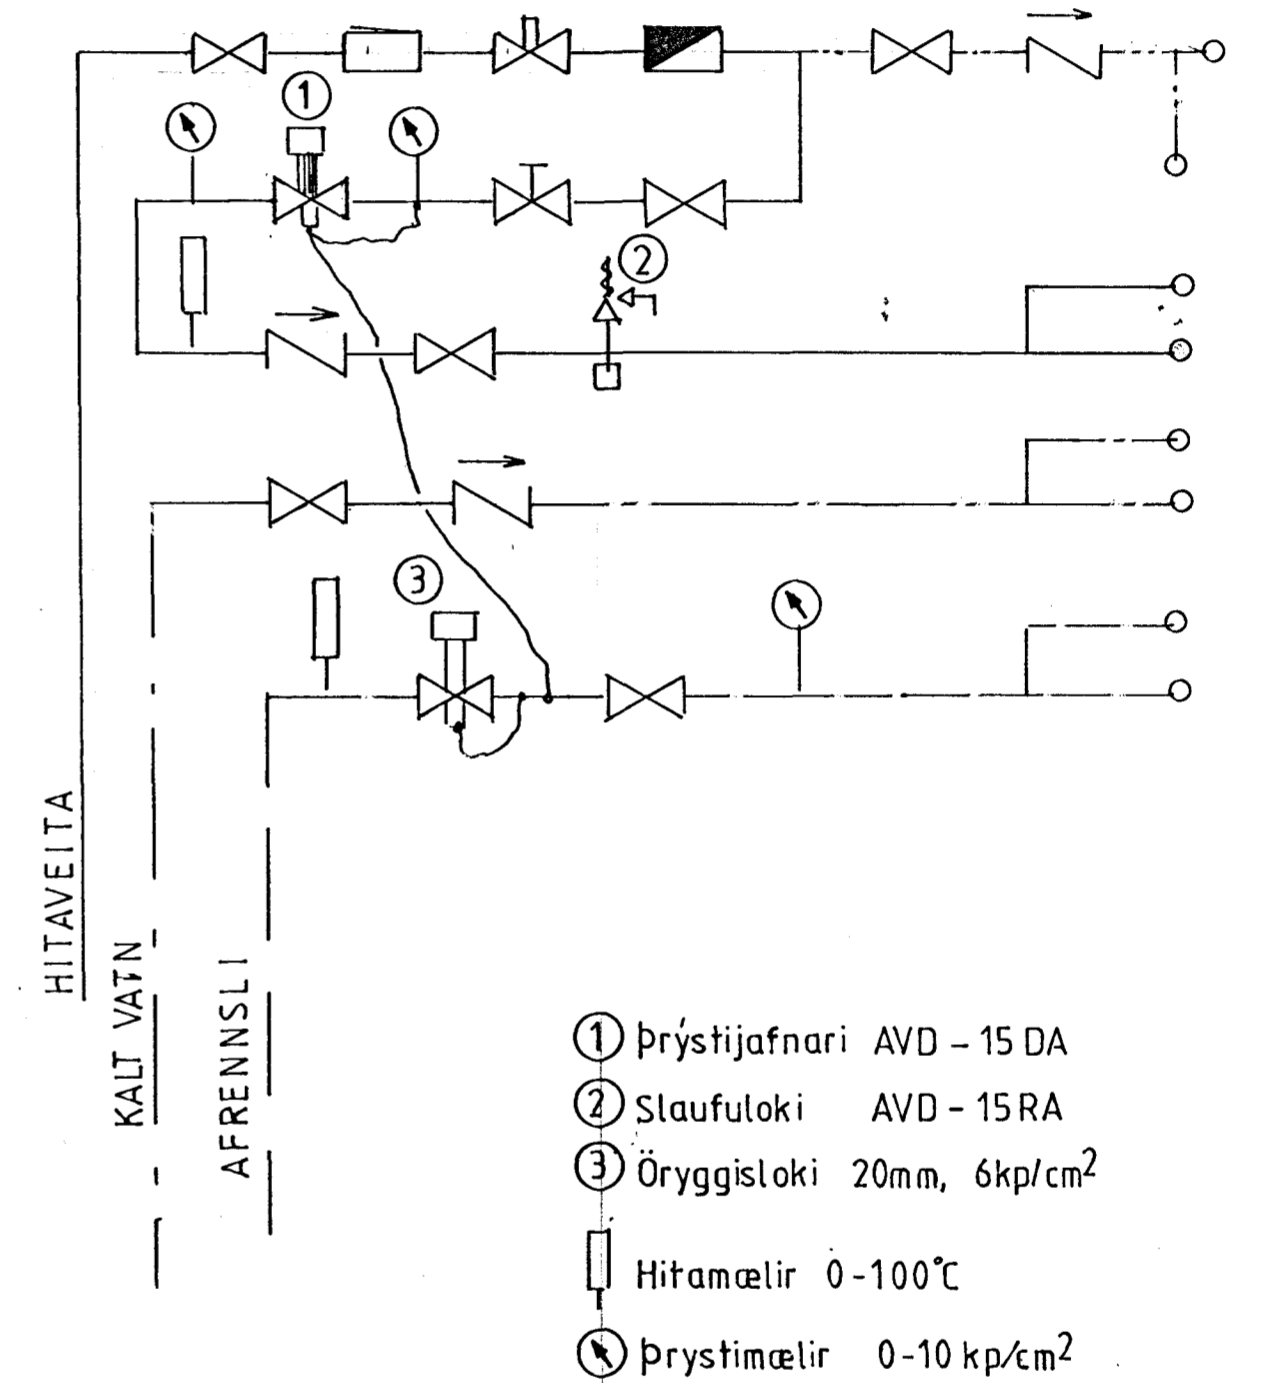 1
2
3
HITAVEITA
KALT VATN
AFRENNSLI
1 Þrýstijafnari AVD - 15 DA
2 Slaufuloki AVD - 15 RA
3 Öryggisloki 20mm, 6kp/cm²
Hitamælir 0-100°C
Þrystimælir 0-10 kp/cm²